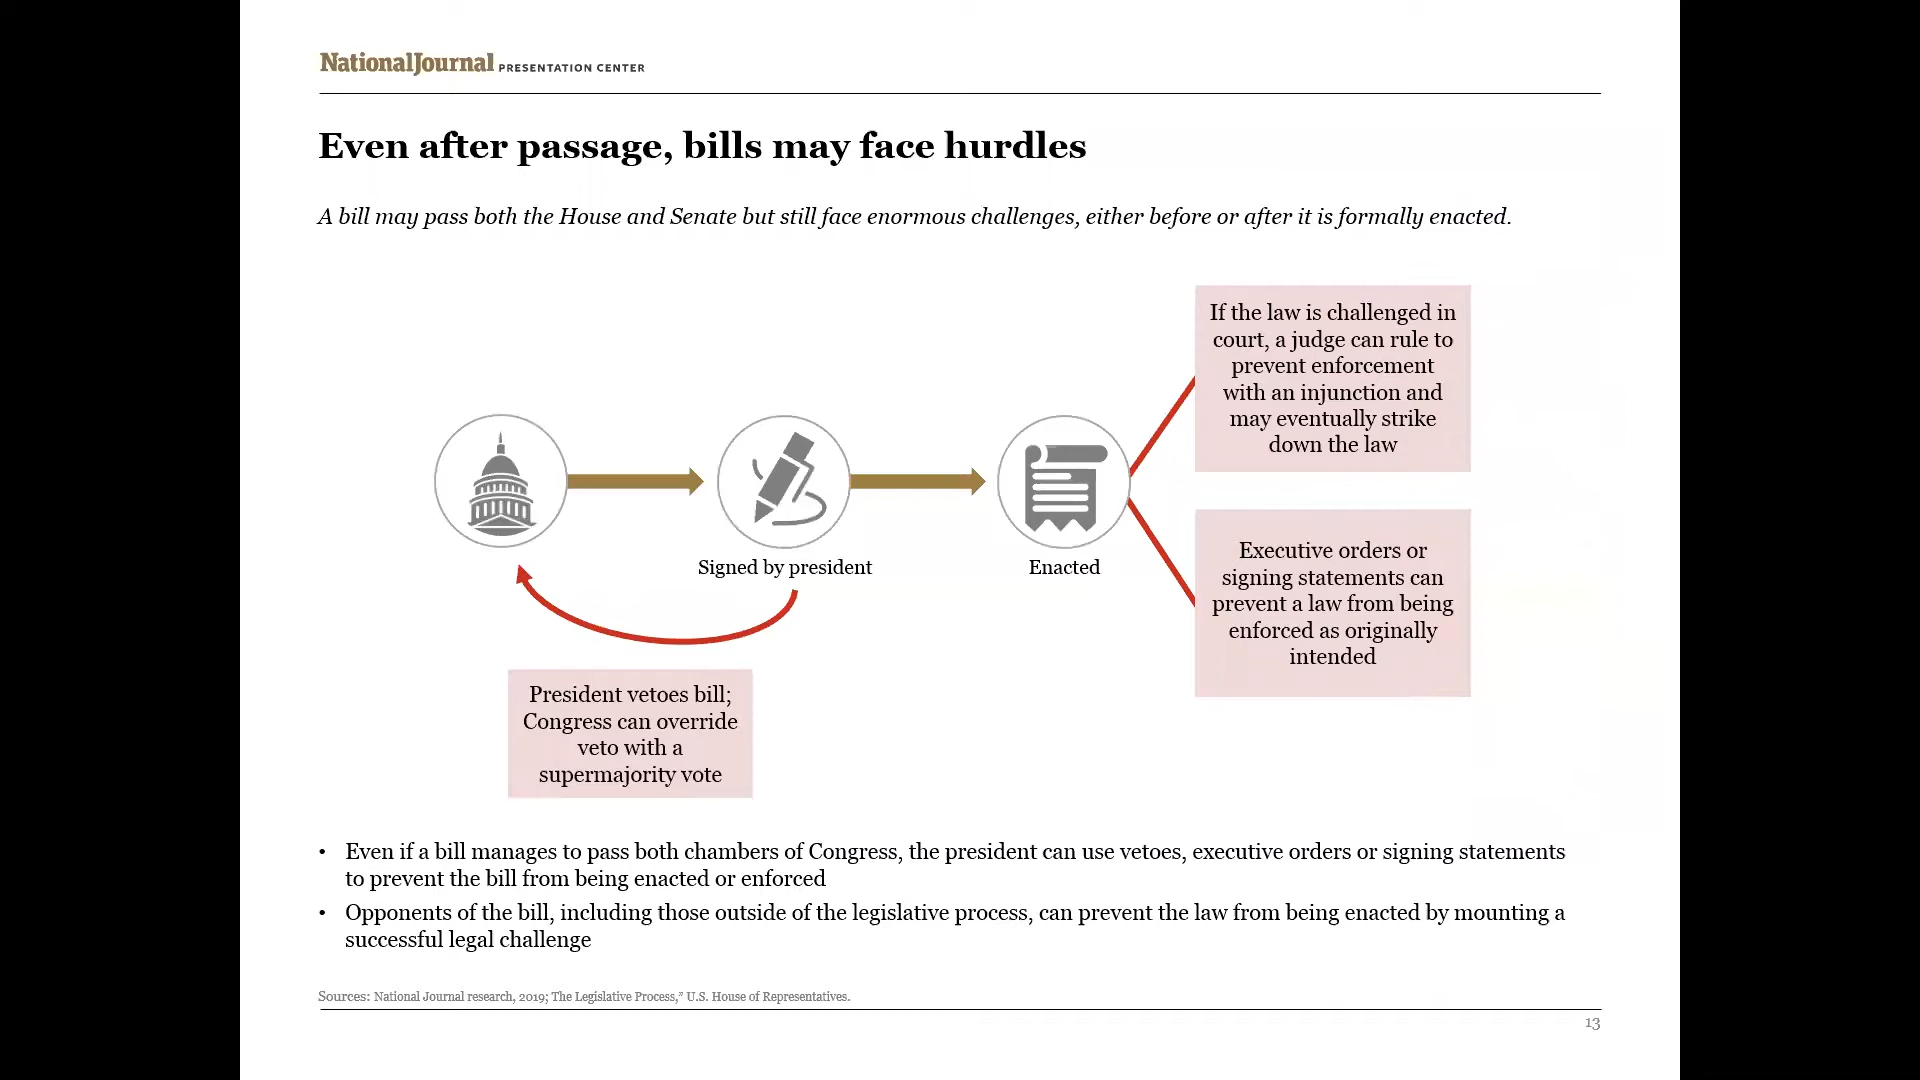 NationalJournal PRESENTATION CENTER
Even after passage, bills may face hurdles
A bill may pass both the House and Senate but still face enormous challenges, either before or after it is formally enacted.
If the law is challenged in
court, a judge can rule to
prevent enforcement
with an injunction and
may eventually strike
down the law
Signed by president
Enacted
Executive orders or
signing statements can
prevent a law from being
enforced as originally
intended
President vetoes bill;
Congress can override
veto with a
supermajority vote
• Even if a bill manages to pass both chambers of Congress, the president can use vetoes, executive orders or signing statements
to prevent the bill from being enacted or enforced
• Opponents of the bill, including those outside of the legislative process, can prevent the law from being enacted by mounting a
successful legal challenge
Sources: National Journal research, 2019; The Legislative Process,” U.S. House of Representatives.
13